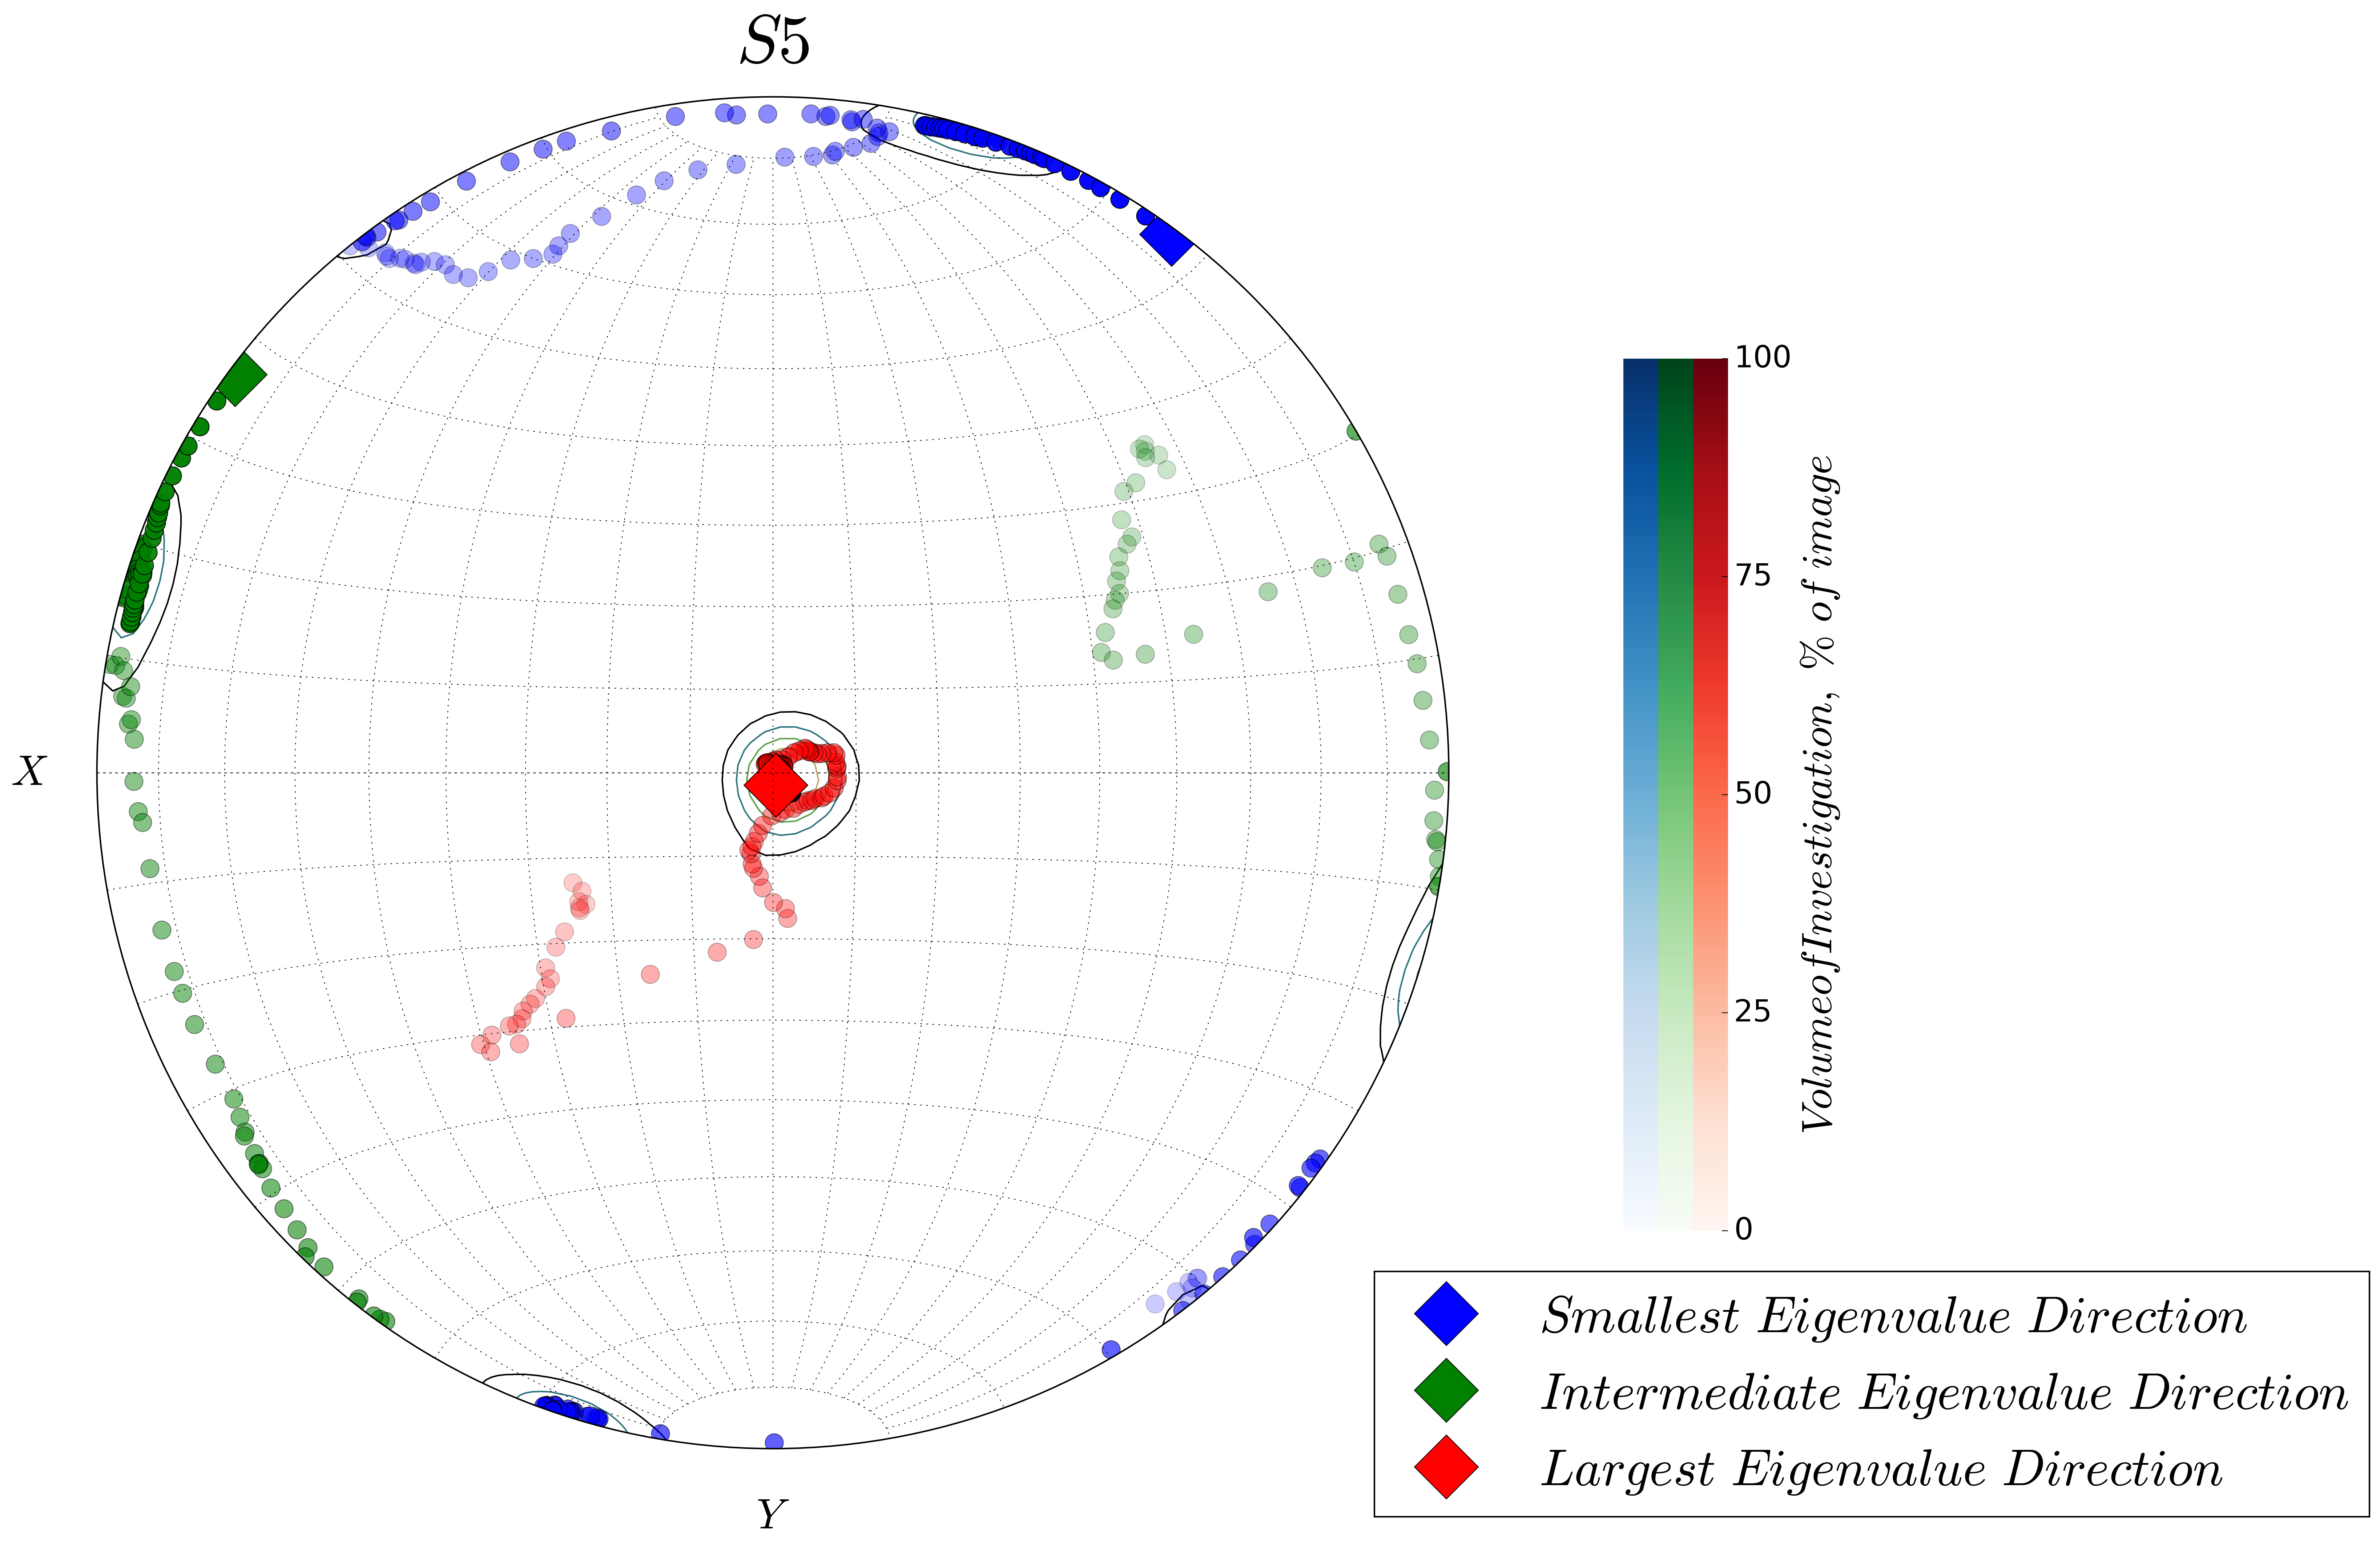 S5
X
Y
100
75
50
25
0
VolumeofInvestigation, % of image
Smallest Eigenvalue Direction
Intermediate Eigenvalue Direction
Largest Eigenvalue Direction